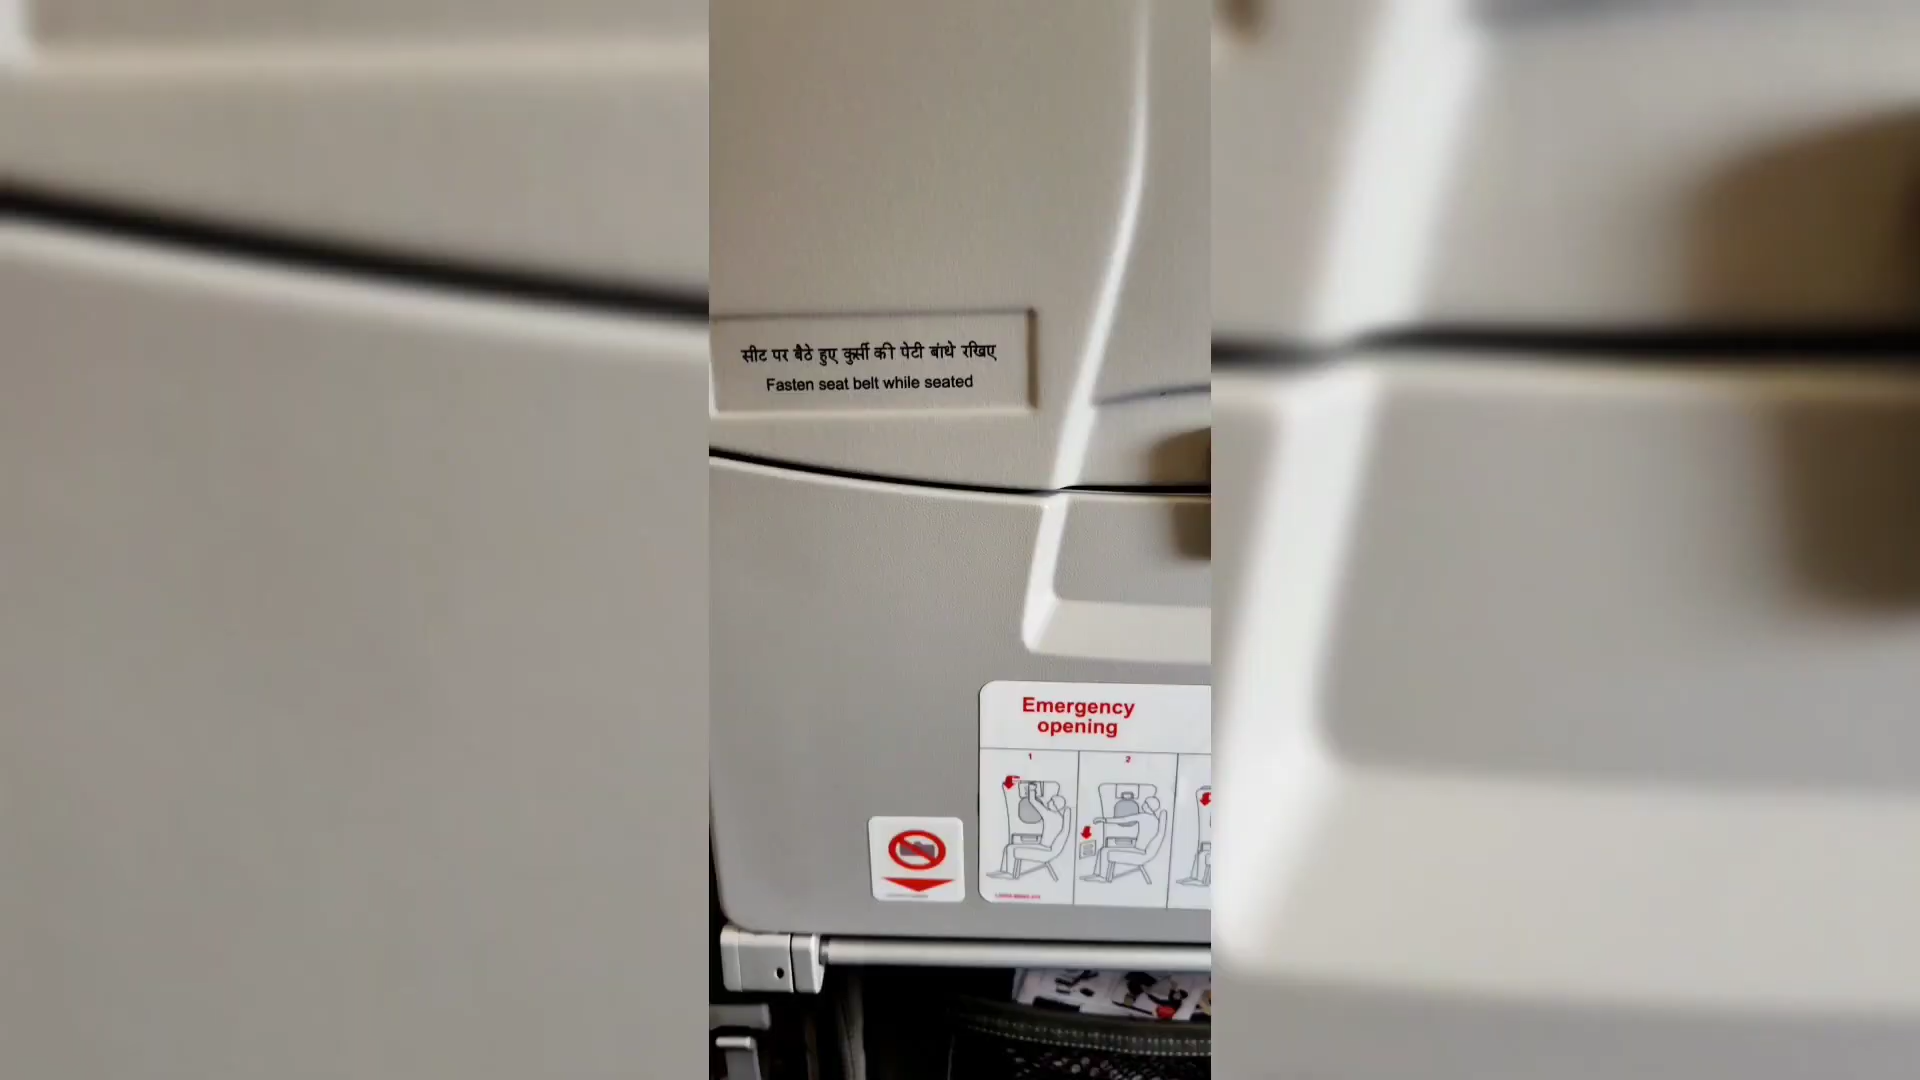 सीट पर बैठे हुए कुर्सी की पेटी बांधे रखिए
Fasten seat belt while seated
Emergency
opening
1
2